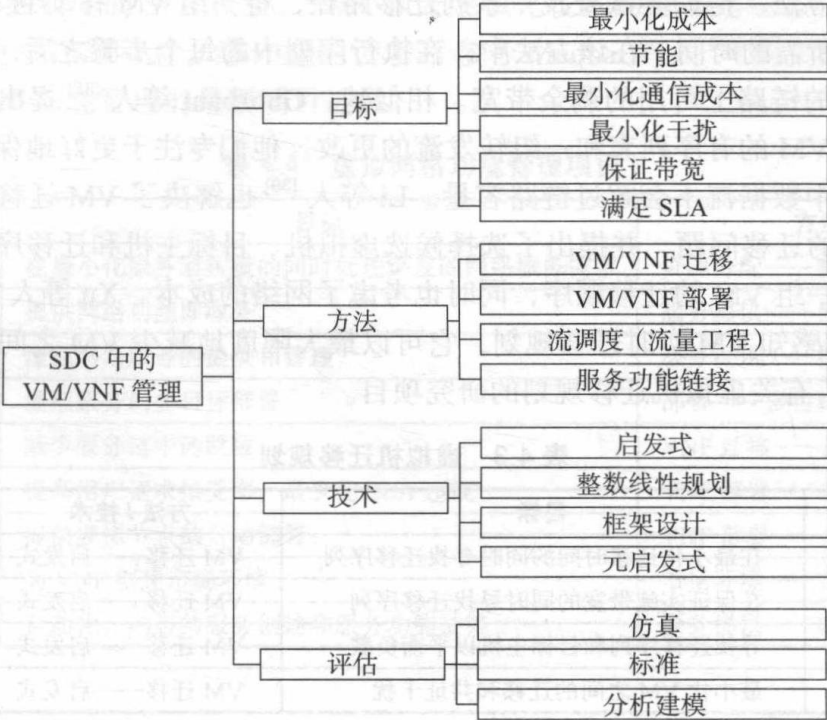 最小化成本
节能
最小化通信成本
最小化干扰
保证带宽
满足 SLA
目标
VM/VNF 迁移
VM/VNF 部署
流调度（流量工程）
服务功能链接
方法
SDC 中的
VM/VNF 管理
启发式
整数线性规划
框架设计
元启发式
技术
仿真
标准
分析建模
评估